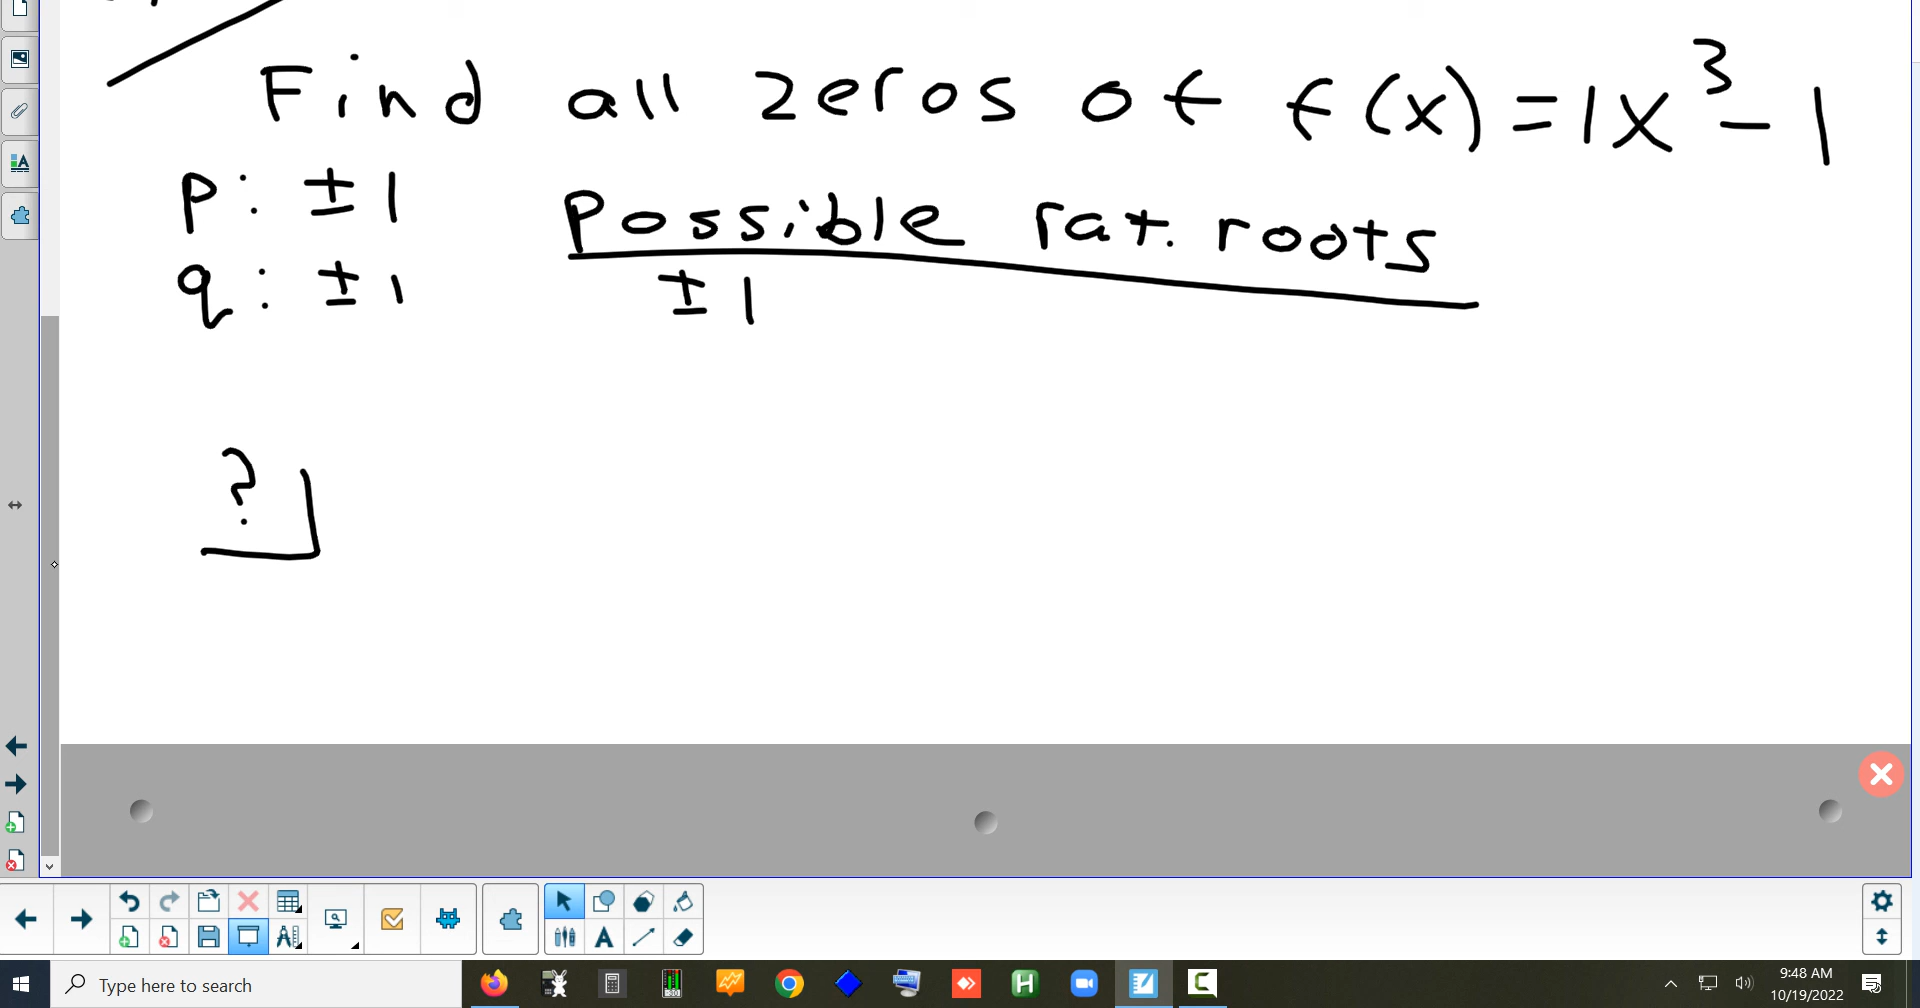 Find all zeros of f(x) = 1x³ - 1
p: ± 1
Possible rat. roots
q: ± 1
± 1
?
Type here to search
9:48 AM
10/19/2022